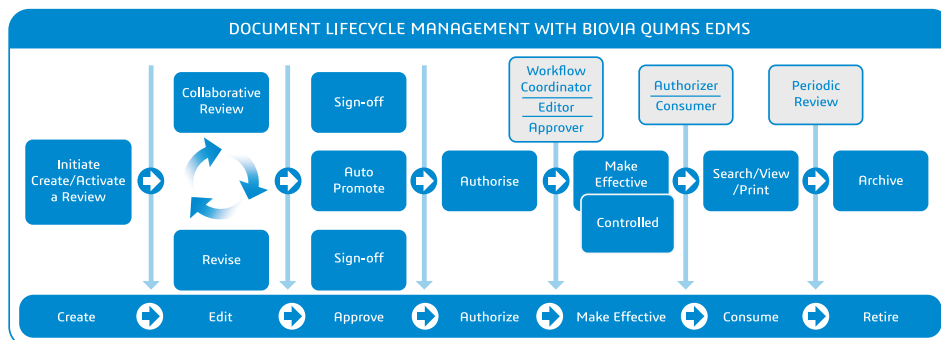 DOCUMENT LIFECYCLE MANAGEMENT WITH BIOVIA QUMAS EDMS
Workflow
Coordinator
Editor
Approver
Authorizer
Consumer
Periodic
Review
Collaborative
Review
Sign-off
Initiate
Create/Activate
a Review
Auto
Promote
Authorise
Make
Effective
Controlled
Search/View
/Print
Archive
Revise
Sign-off
Create
Edit
Approve
Authorize
Make Effective
Consume
Retire